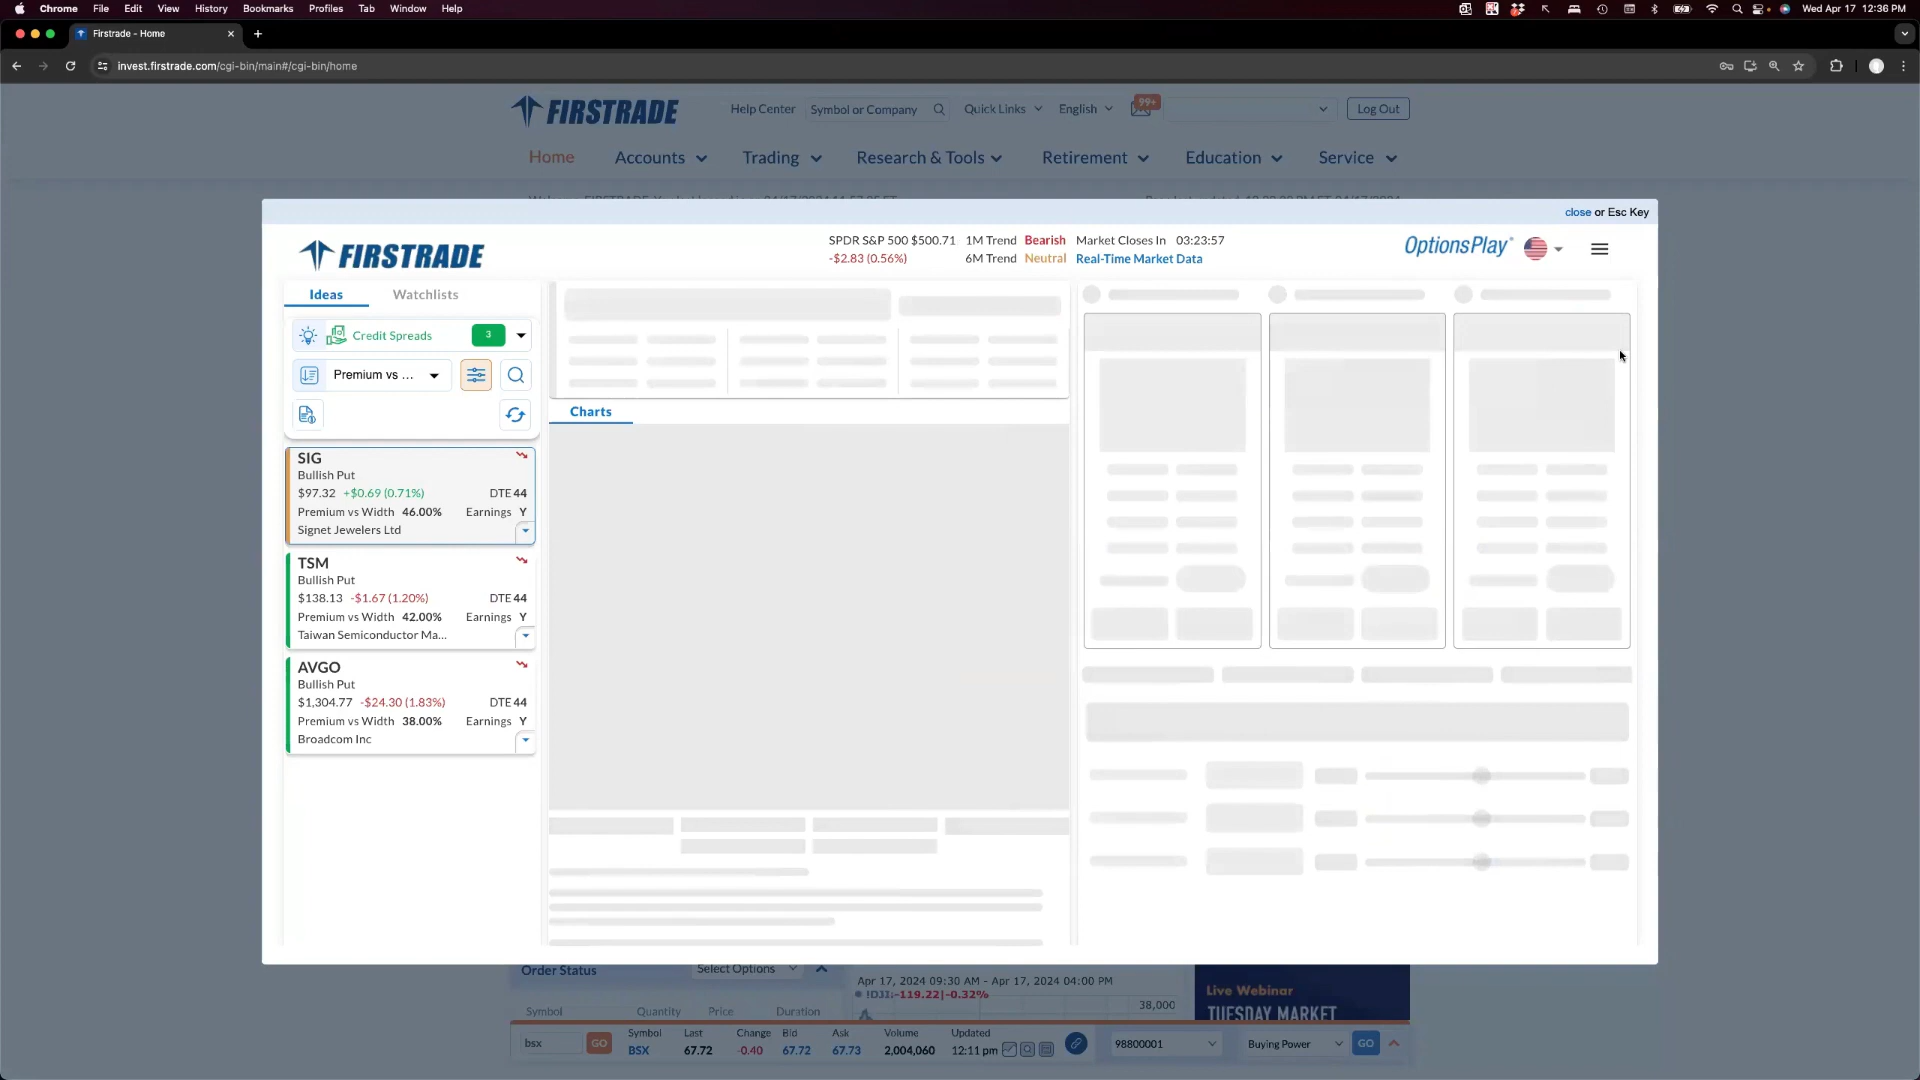 Chrome File Edit View History Bookmarks Profiles Tab Window Help Wed Apr 17 12:36 PM
Firstrade - Home
invest.firstrade.com/cgi-bin/main#/cgi-bin/home
FIRSTRADE Help Center Symbol or Company Quick Links English 99+ Log Out
Home Accounts Trading Research & Tools Retirement Education Service
close or Esc Key
FIRSTRADE
SPDR S&P 500 $500.71 1M Trend Bearish Market Closes In 03:23:57
-$2.83 (0.56%) 6M Trend Neutral Real-Time Market Data
OptionsPlay
Ideas Watchlists
Credit Spreads 3
Premium vs ...
SIG
Bullish Put
$97.32 +$0.69 (0.71%) DTE 44
Premium vs Width 46.00% Earnings Y
Signet Jewelers Ltd
TSM
Bullish Put
$138.13 -$1.67 (1.20%) DTE 44
Premium vs Width 42.00% Earnings Y
Taiwan Semiconductor Ma...
AVGO
Bullish Put
$1,304.77 -$24.30 (1.83%) DTE 44
Premium vs Width 38.00% Earnings Y
Broadcom Inc
Charts
Order Status Select Options
Symbol Quantity Price Duration
Apr 17, 2024 09:30 AM - Apr 17, 2024 04:00 PM
!DJI:-119.22|-0.32%
38,000
Live Webinar
TUESDAY MARKET
bsx GO
Symbol Last Change Bid Ask Volume Updated
BSX 67.72 -0.40 67.72 67.73 2,004,060 12:11 pm
98800001 Buying Power GO